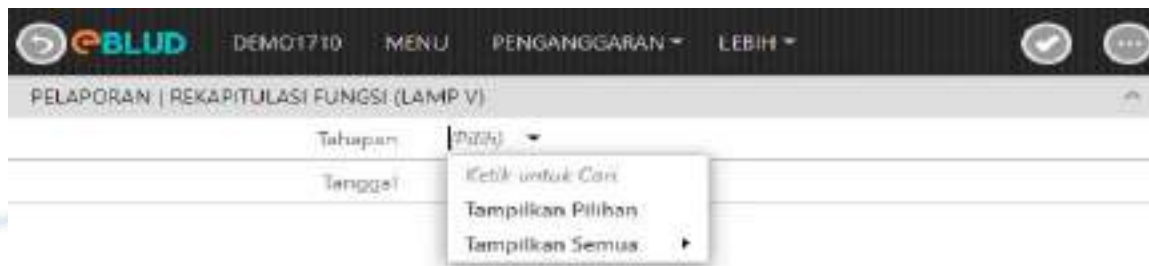 eBLUD DEMO1710 MENU PENGANGGARAN LEBIH
PELAPORAN | REKAPITULASI FUNGSI (LAMP V)
Tahapan (Pilih)
Ketik untuk Cari
Tanggal
Tampilkan Pilihan
Tampilkan Semua